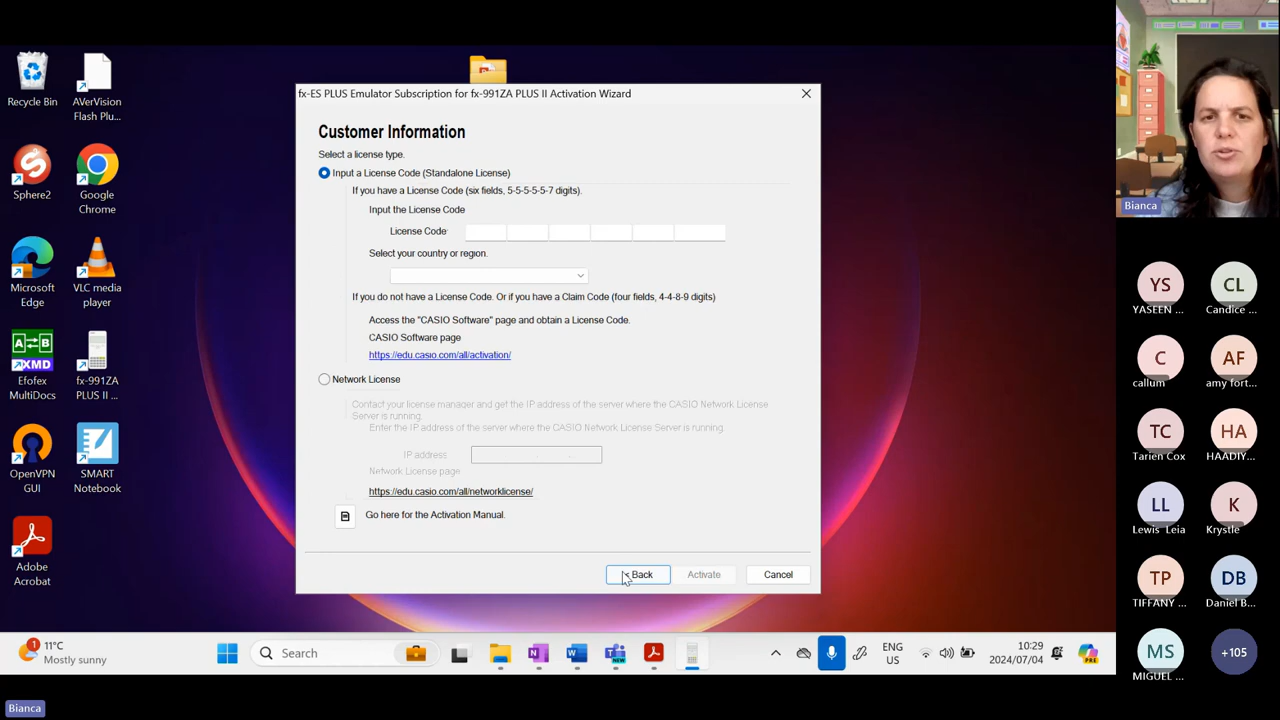 fx-ES PLUS Emulator Subscription for fx-991ZA PLUS II Activation Wizard
Customer Information
Select a license type.
Input a License Code (Standalone License)
If you have a License Code (six fields, 5-5-5-5-5-7 digits).
Input the License Code
License Code
Select your country or region.
If you do not have a License Code. Or if you have a Claim Code (four fields, 4-4-8-9 digits)
Access the "CASIO Software" page and obtain a License Code.
CASIO Software page
https://edu.casio.com/all/activation/
Network License
Contact your license manager and get the IP address of the server where the CASIO Network License
Server is running.
Enter the IP address of the server where the CASIO Network License Server is running.
IP address
Network License page
https://edu.casio.com/all/networklicense/
Go here for the Activation Manual.
Back
Activate
Cancel
Recycle Bin
AVerVision
Flash Plu...
Sphere2
Google
Chrome
Microsoft
Edge
VLC media
player
A
B
XMD
Efofex
MultiDocs
fx-991ZA
PLUS II ...
OpenVPN
GUI
SMART
Notebook
Adobe
Acrobat
1
11°C
Mostly sunny
Search
NEW
ENG
US
10:29
2024/07/04
PRE
Bianca
Bianca
YS
YASEEN ...
CL
Candice ...
C
callum
AF
amy fort...
TC
Tarien Cox
HA
HAADIY...
LL
Lewis Leia
K
Krystle
TP
TIFFANY ...
DB
Daniel B...
MS
MIGUEL ...
+105